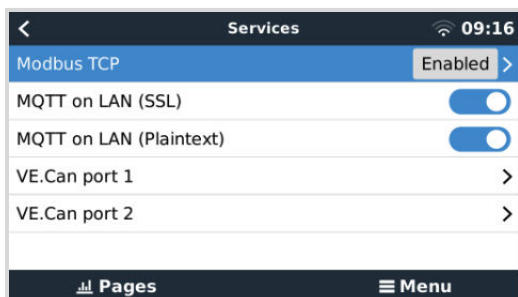 Services 09:16
Modbus TCP Enabled
MQTT on LAN (SSL)
MQTT on LAN (Plaintext)
VE.Can port 1
VE.Can port 2
Pages Menu